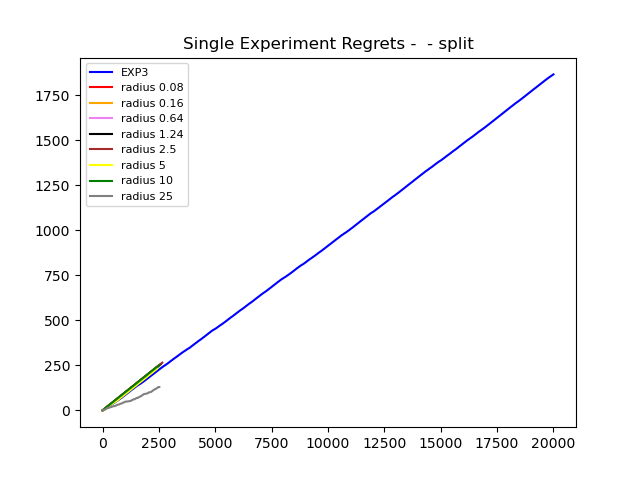 Single Experiment Regrets -  - split
EXP3
radius 0.08
radius 0.16
radius 0.64
radius 1.24
radius 2.5
radius 5
radius 10
radius 25
1750
1500
1250
1000
750
500
250
0
0 2500 5000 7500 10000 12500 15000 17500 20000